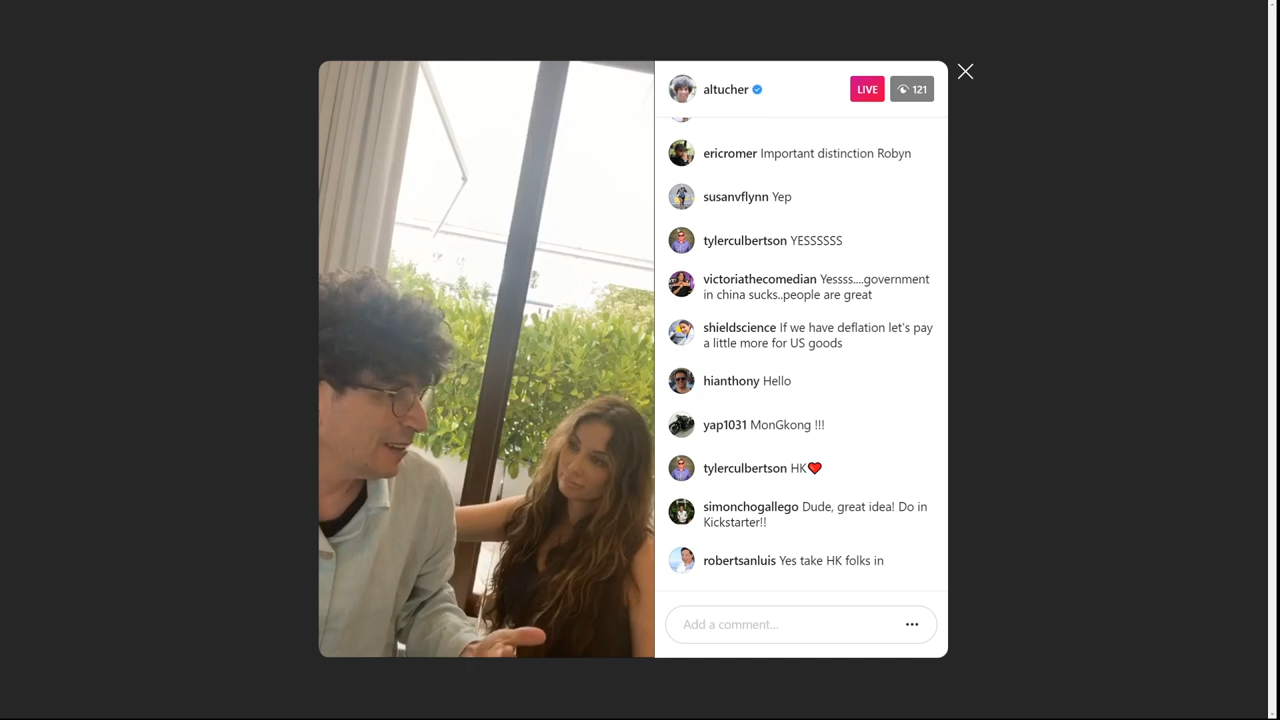 altucher
LIVE
121
ericromer Important distinction Robyn
susanvflynn Yep
tylerculbertson YESSSSSS
victoriathecomedian Yessss....government
in china sucks..people are great
shieldscience If we have deflation let's pay
a little more for US goods
hianthony Hello
yap1031 MonGkong !!!
tylerculbertson HK❤️
simonchogallego Dude, great idea! Do in
Kickstarter!!
robertsanluis Yes take HK folks in
Add a comment...